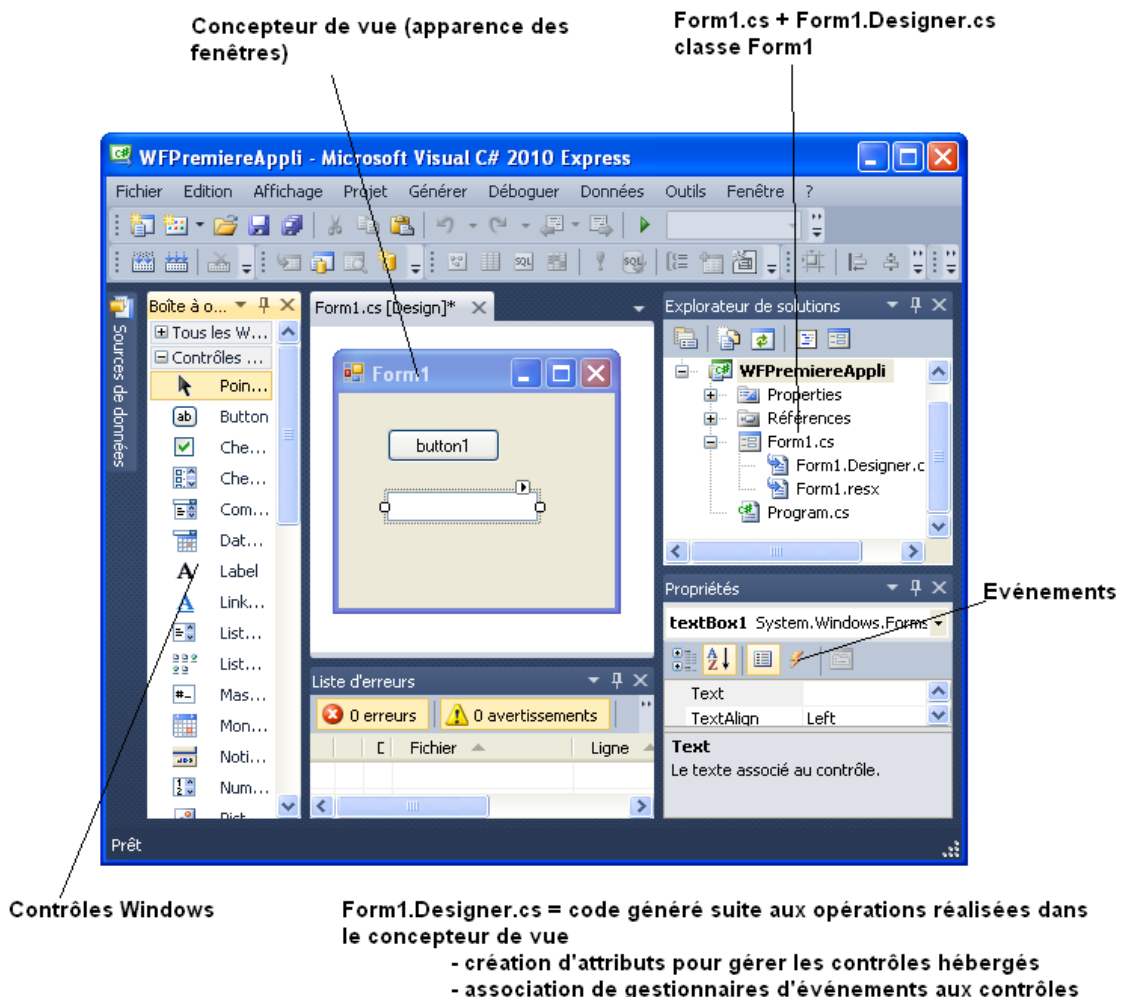 Concepteur de vue (apparence des
fenêtres)
Form1.cs + Form1.Designer.cs
classe Form1
WFPremiereAppli - Microsoft Visual C# 2010 Express
Fichier Edition Affichage Projet Générer Déboguer Données Outils Fenêtre ?
Sources de données
Boîte à o...
Tous les W...
Contrôles ...
Poin...
Button
Che...
Che...
Com...
Dat...
Label
Link...
List...
List...
Mas...
Mon...
Noti...
Num...
Form1.cs [Design]*
Form1
button1
Liste d'erreurs
0 erreurs 0 avertissements
Fichier Ligne
Explorateur de solutions
WFPremiereAppli
Properties
Références
Form1.cs
Form1.Designer.c
Form1.resx
Program.cs
Propriétés
textBox1 System.Windows.Forms
Text
TextAlign Left
Text
Le texte associé au contrôle.
Evénements
Prêt
Contrôles Windows
Form1.Designer.cs = code généré suite aux opérations réalisées dans
le concepteur de vue
- création d'attributs pour gérer les contrôles hébergés
- association de gestionnaires d'événements aux contrôles